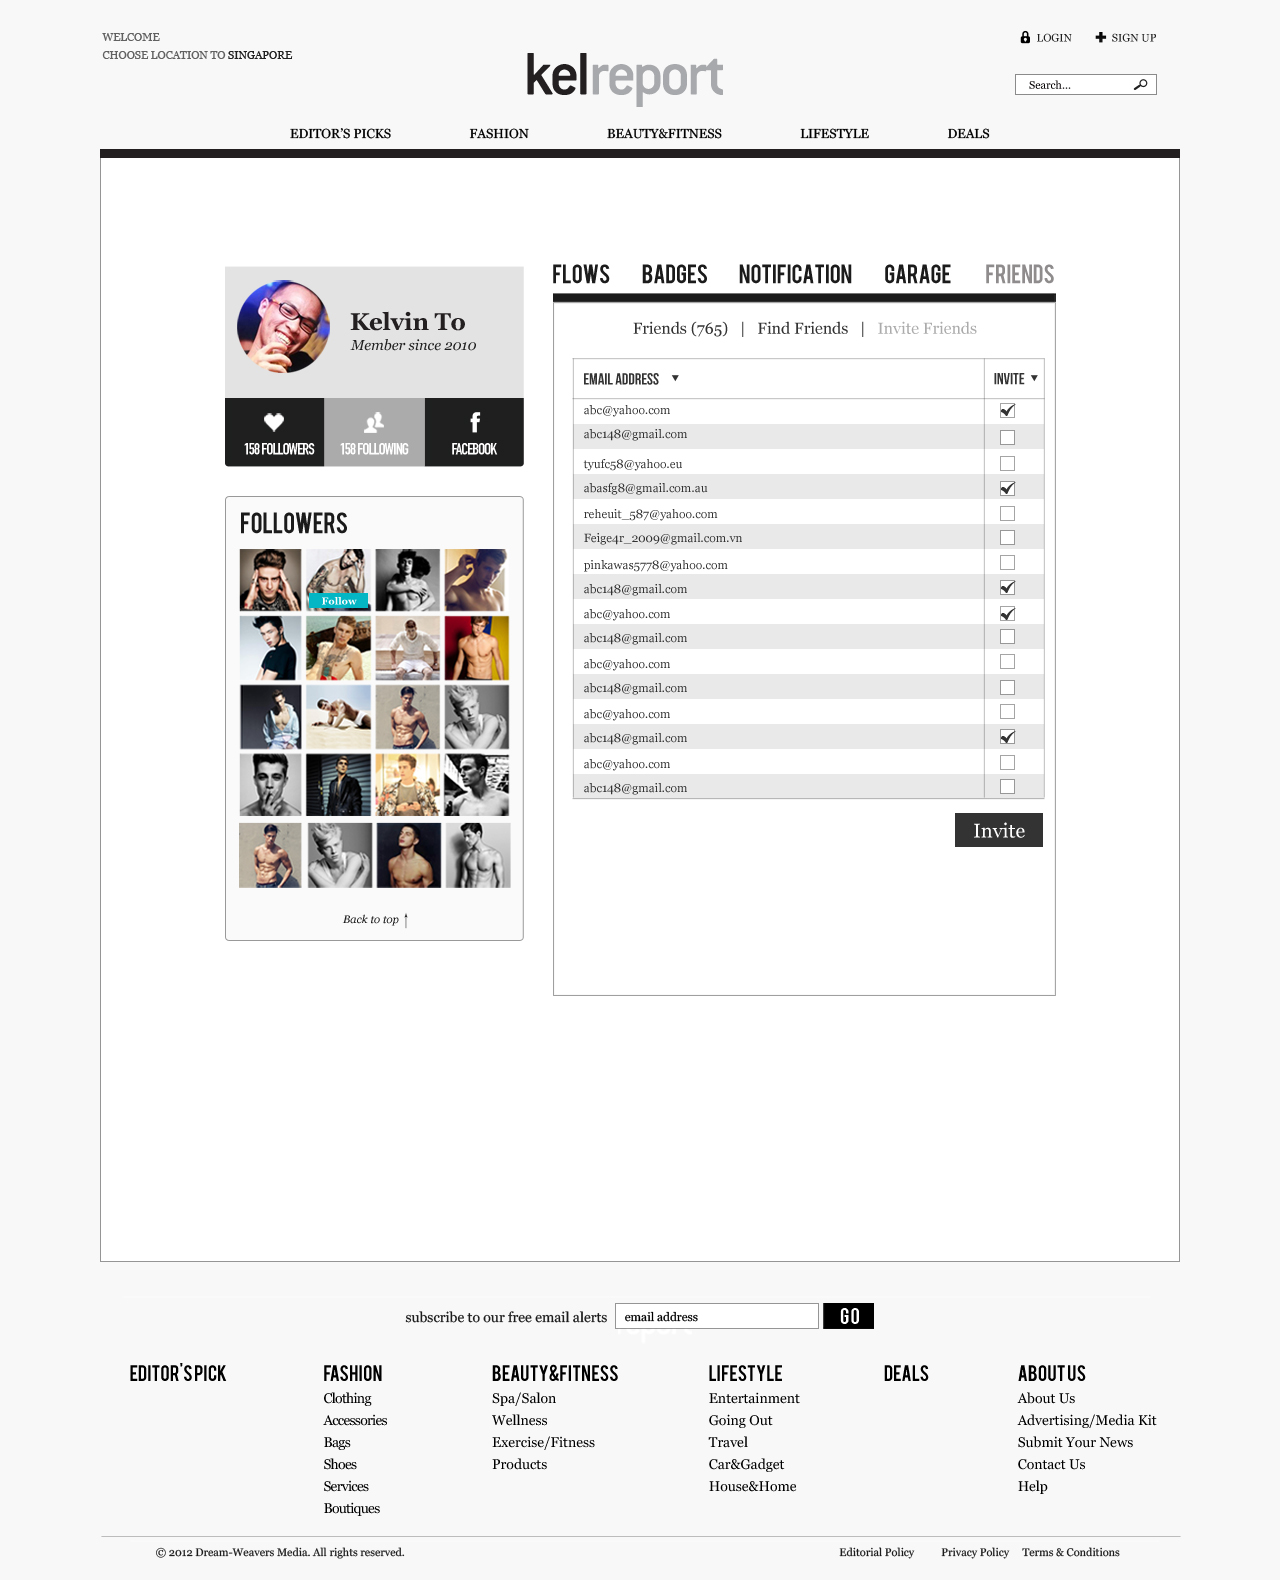 WELCOME
CHOOSE LOCATION TO SINGAPORE
LOGIN
SIGN UP
kelreport
Search...
EDITOR'S PICKS
FASHION
BEAUTY&FITNESS
LIFESTYLE
DEALS
Kelvin To
Member since 2010
158 FOLLOWERS
158 FOLLOWING
FACEBOOK
FOLLOWERS
Follow
Back to top
FLOWS
BADGES
NOTIFICATION
GARAGE
FRIENDS
Friends (765) | Find Friends | Invite Friends
EMAIL ADDRESS
INVITE
abc@yahoo.com
abc148@gmail.com
tyufc58@yahoo.eu
abasfg8@gmail.com.au
reheuit_587@yahoo.com
Feige4r_2009@gmail.com.vn
pinkawas5778@yahoo.com
abc148@gmail.com
abc@yahoo.com
abc148@gmail.com
abc@yahoo.com
abc148@gmail.com
abc@yahoo.com
abc148@gmail.com
abc@yahoo.com
abc148@gmail.com
Invite
subscribe to our free email alerts
email address
GO
report
EDITOR'S PICK
FASHION
Clothing
Accessories
Bags
Shoes
Services
Boutiques
BEAUTY&FITNESS
Spa/Salon
Wellness
Exercise/Fitness
Products
LIFESTYLE
Entertainment
Going Out
Travel
Car&Gadget
House&Home
DEALS
ABOUT US
About Us
Advertising/Media Kit
Submit Your News
Contact Us
Help
© 2012 Dream-Weavers Media. All rights reserved.
Editorial Policy
Privacy Policy
Terms & Conditions